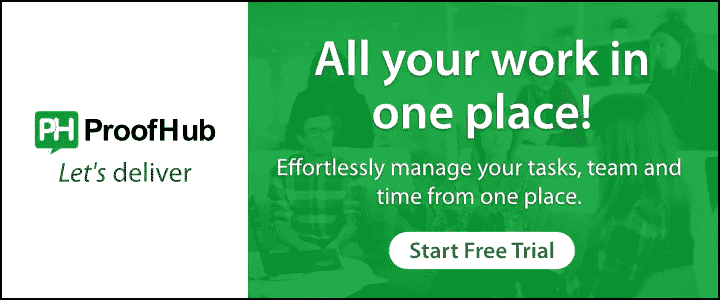 PH ProofHub
Let's deliver
All your work in
one place!
Effortlessly manage your tasks, team and
time from one place.
Start Free Trial